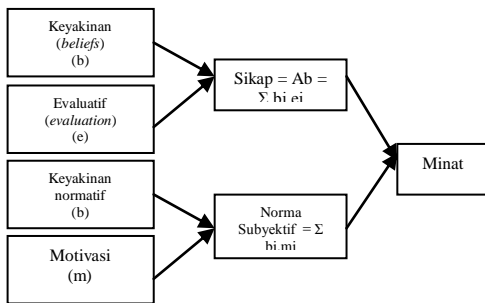 Keyakinan
(beliefs)
(b)
Evaluatif
(evaluation)
(e)
Keyakinan
normatif
(b)
Motivasi
(m)
Sikap = Ab =
Σ bi.ei
Norma
Subyektif = Σ
bi.mi
Minat